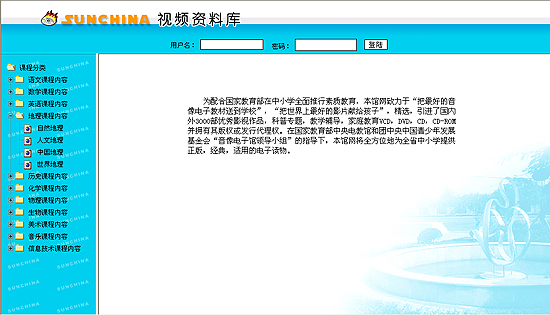 SUNCHINA 视频资料库
用户名： 密码： 登陆
课程分类
语文课程内容
数学课程内容
英语课程内容
地理课程内容
自然地理
人文地理
中国地理
世界地理
历史课程内容
化学课程内容
物理课程内容
生物课程内容
美术课程内容
音乐课程内容
信息技术课程内容
为配合国家教育部在中小学全面推行素质教育，本馆网致力于“把最好的音
像电子教材送到学校”，“把世界上最好的影片献给孩子”，精选，引进了国内
外3000部优秀影视作品，科普专题，教学辅导，家庭教育VCD，DVD，CD，CD-ROM
并拥有其版权或发行代理权。在国家教育部中央电教馆和团中央中国青少年发展
基金会“音像电子馆领导小组”的指导下，本馆网将全方位地为全省中小学提供
正版，经典，适用的电子读物。
SUNCHINA
SUNCHINA
SUNCHINA
SUNCHINA
SUNCHINA
SUNCHINA